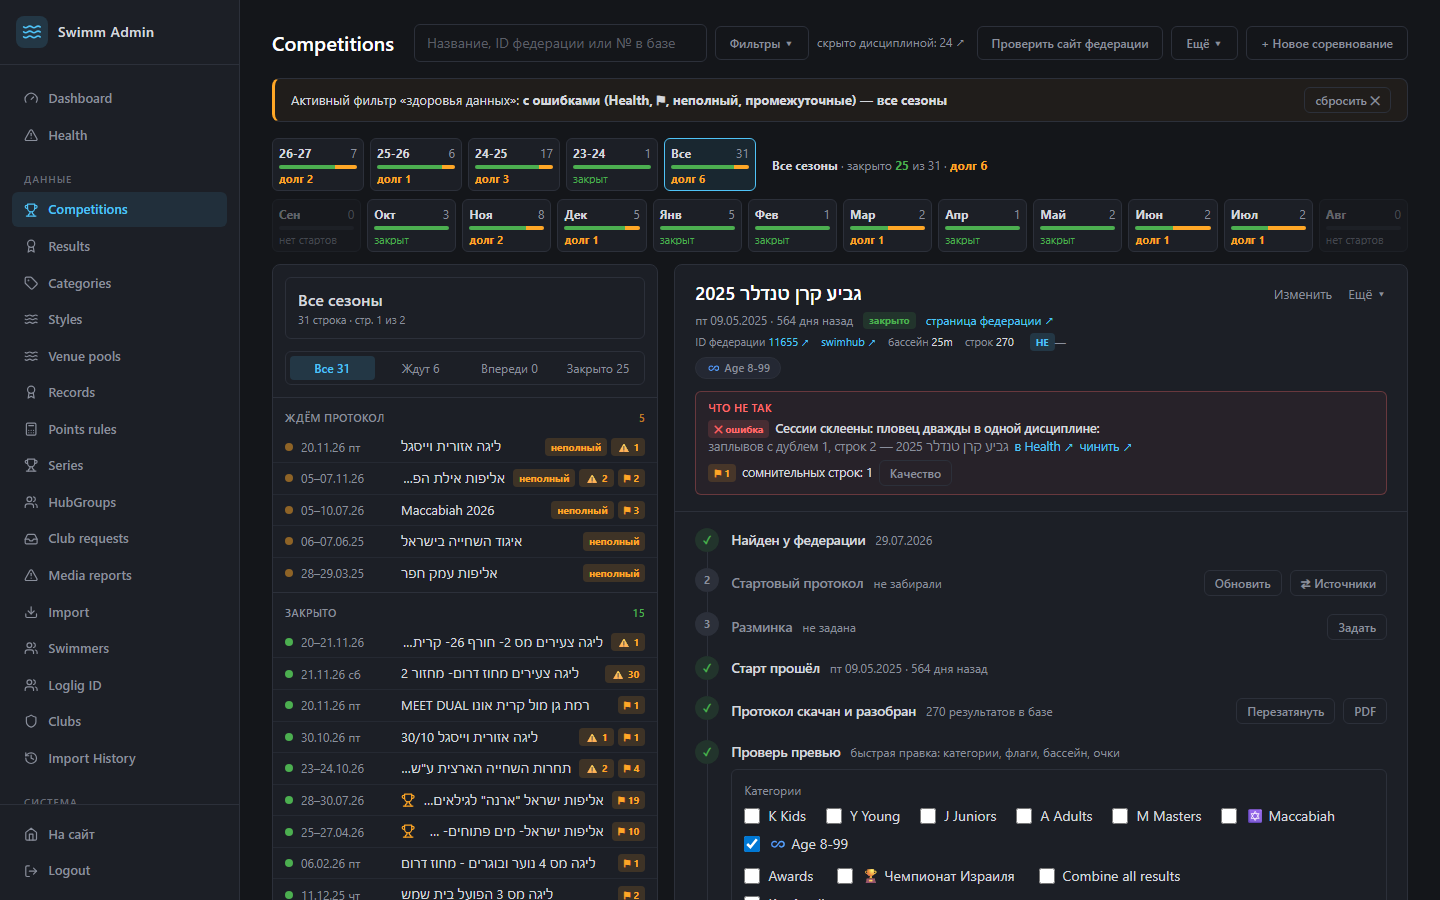 Swimm Admin
Dashboard
Health
ДАННЫЕ
Competitions
Results
Categories
Styles
Venue pools
Records
Points rules
Series
HubGroups
Club requests
Media reports
Import
Swimmers
Loglig ID
Clubs
Import History
СИСТЕМА
На сайт
Logout
Competitions
Название, ID федерации или № в базе
Фильтры ▼
скрыто дисциплиной: 24 ↗
Проверить сайт федерации
Ещё ▼
+ Новое соревнование
Активный фильтр «здоровья данных»: с ошибками (Health, ⚑, неполный, промежуточные) — все сезоны
сбросить ✕
26-27 7
долг 2
25-26 6
долг 1
24-25 17
долг 3
23-24 1
закрыт
Все 31
долг 6
Все сезоны · закрыто 25 из 31 · долг 6
Сен 0
нет стартов
Окт 3
закрыт
Ноя 8
долг 2
Дек 5
долг 1
Янв 5
закрыт
Фев 1
закрыт
Мар 2
долг 1
Апр 1
закрыт
Май 2
закрыт
Июн 2
долг 1
Июл 2
долг 1
Авг 0
нет стартов
Все сезоны
31 строка · стр. 1 из 2
Все 31
Ждут 6
Впереди 0
Закрыто 25
ЖДЁМ ПРОТОКОЛ 5
20.11.26 пт ליגה אזורית וייסגל неполный ⚠ 1
05–07.11.26 אליפות אילת הפ... неполный ⚠ 2 ⚑ 2
05–10.07.26 Maccabiah 2026 неполный ⚑ 3
06–07.06.25 איגוד השחייה בישראל неполный
28–29.03.25 אליפות עמק חפר неполный
ЗАКРЫТО 15
20–21.11.26 ליגה צעירים מס 2- חורף 26- קרית... ⚠ 1
21.11.26 сб ליגה צעירים מחוז דרום- מחזור 2 ⚠ 30
20.11.26 пт רמת גן מול קרית אונו MEET DUAL ⚑ 1
30.10.26 пт ליגה אזורית וייסגל 30/10 ⚠ 1 ⚑ 1
23–24.10.26 תחרות השחייה הארצית ע"ש... ⚠ 2 ⚑ 4
28–30.07.26 אליפות ישראל "ארנה" לגילאים... ⚑ 19
25–27.04.26 אליפות ישראל- מים פתוחים- ... ⚑ 10
06.02.26 пт ליגה מס 4 נוער ובוגרים - מחוז דרום ⚑ 1
11.12.25 чт ליגה מס 3 הפועל בית שמש ⚑ 2
גביע קרן טנדלר 2025
Изменить
Ещё ▼
пт 09.05.2025 · 564 дня назад закрыто страница федерации ↗
ID федерации 11655 ↗ swimhub ↗ бассейн 25m строк 270 HE —
Age 8-99
ЧТО НЕ ТАК
✕ ошибка Сессии склеены: пловец дважды в одной дисциплине:
заплывов с дублем 1, строк 2 — גביע קרן טנדלר 2025 в Health ↗ чинить ↗
⚑ 1 сомнительных строк: 1 Качество
✓ Найден у федерации 29.07.2026
2 Стартовый протокол не забирали Обновить ⇄ Источники
3 Разминка не задана Задать
✓ Старт прошёл пт 09.05.2025 · 564 дня назад
✓ Протокол скачан и разобран 270 результатов в базе Перезатянуть PDF
✓ Проверь превью быстрая правка: категории, флаги, бассейн, очки
Категории
K Kids Y Young J Juniors A Adults M Masters Maccabiah
Age 8-99
Awards 🏆 Чемпионат Израиля Combine all results